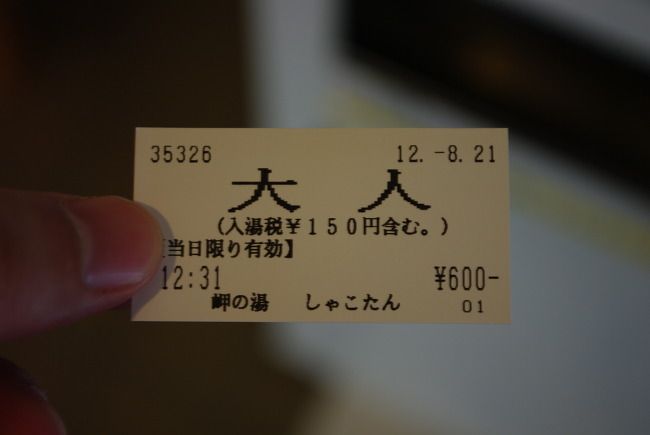 35326 12.-8.21
大人
(入湯税¥150円含む。)
【当日限り有効】
12:31 ¥600-
岬の湯 しゃこたん 01